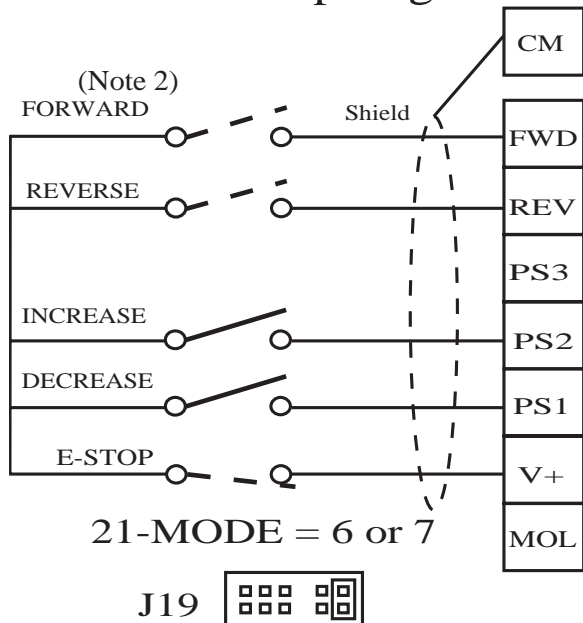 CM
(Note 2)
FORWARD
Shield
FWD
REVERSE
REV
PS3
INCREASE
PS2
DECREASE
PS1
E-STOP
V+
21-MODE = 6 or 7
MOL
J19